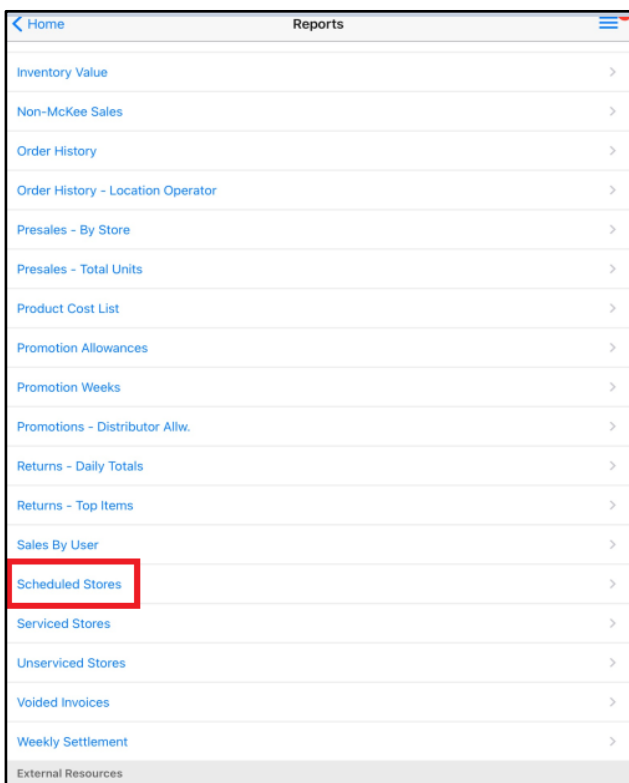 Home
Reports
Inventory Value
Non-McKee Sales
Order History
Order History - Location Operator
Presales - By Store
Presales - Total Units
Product Cost List
Promotion Allowances
Promotion Weeks
Promotions - Distributor Allw.
Returns - Daily Totals
Returns - Top Items
Sales By User
Scheduled Stores
Serviced Stores
Unserviced Stores
Voided Invoices
Weekly Settlement
External Resources